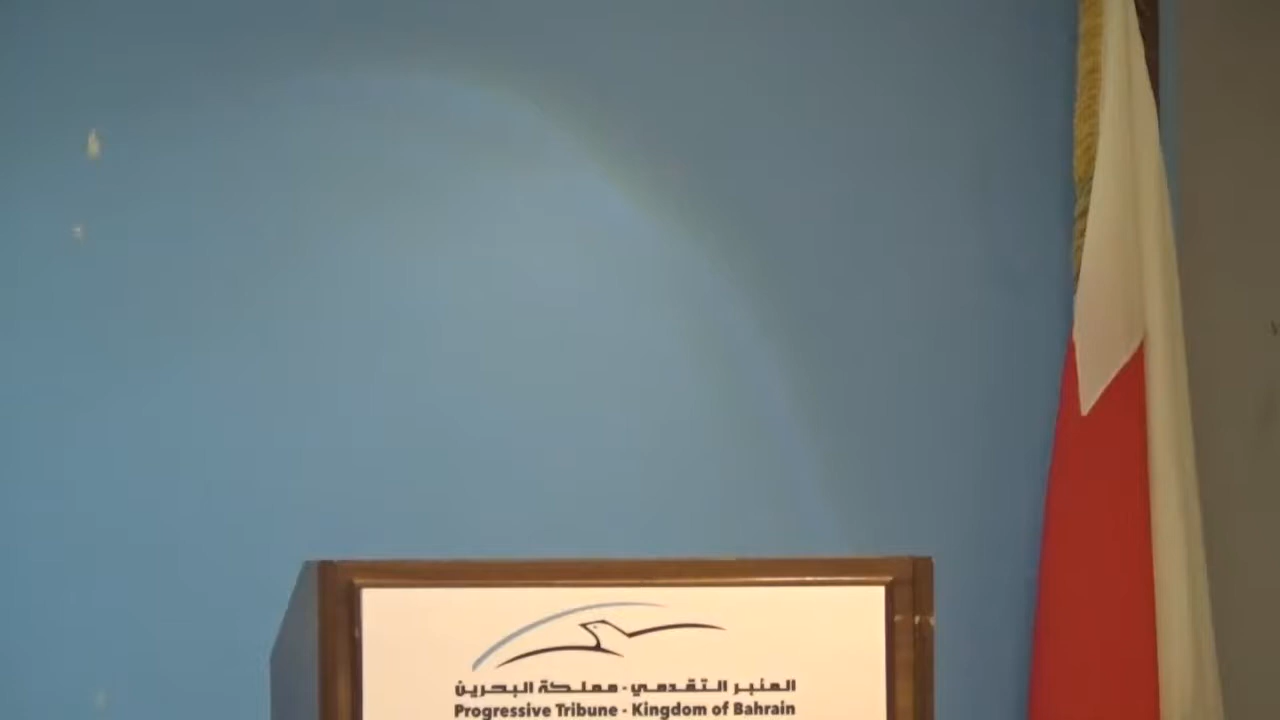 المنبر التقدمي - مملكة البحرين
Progressive Tribune - Kingdom of Bahrain